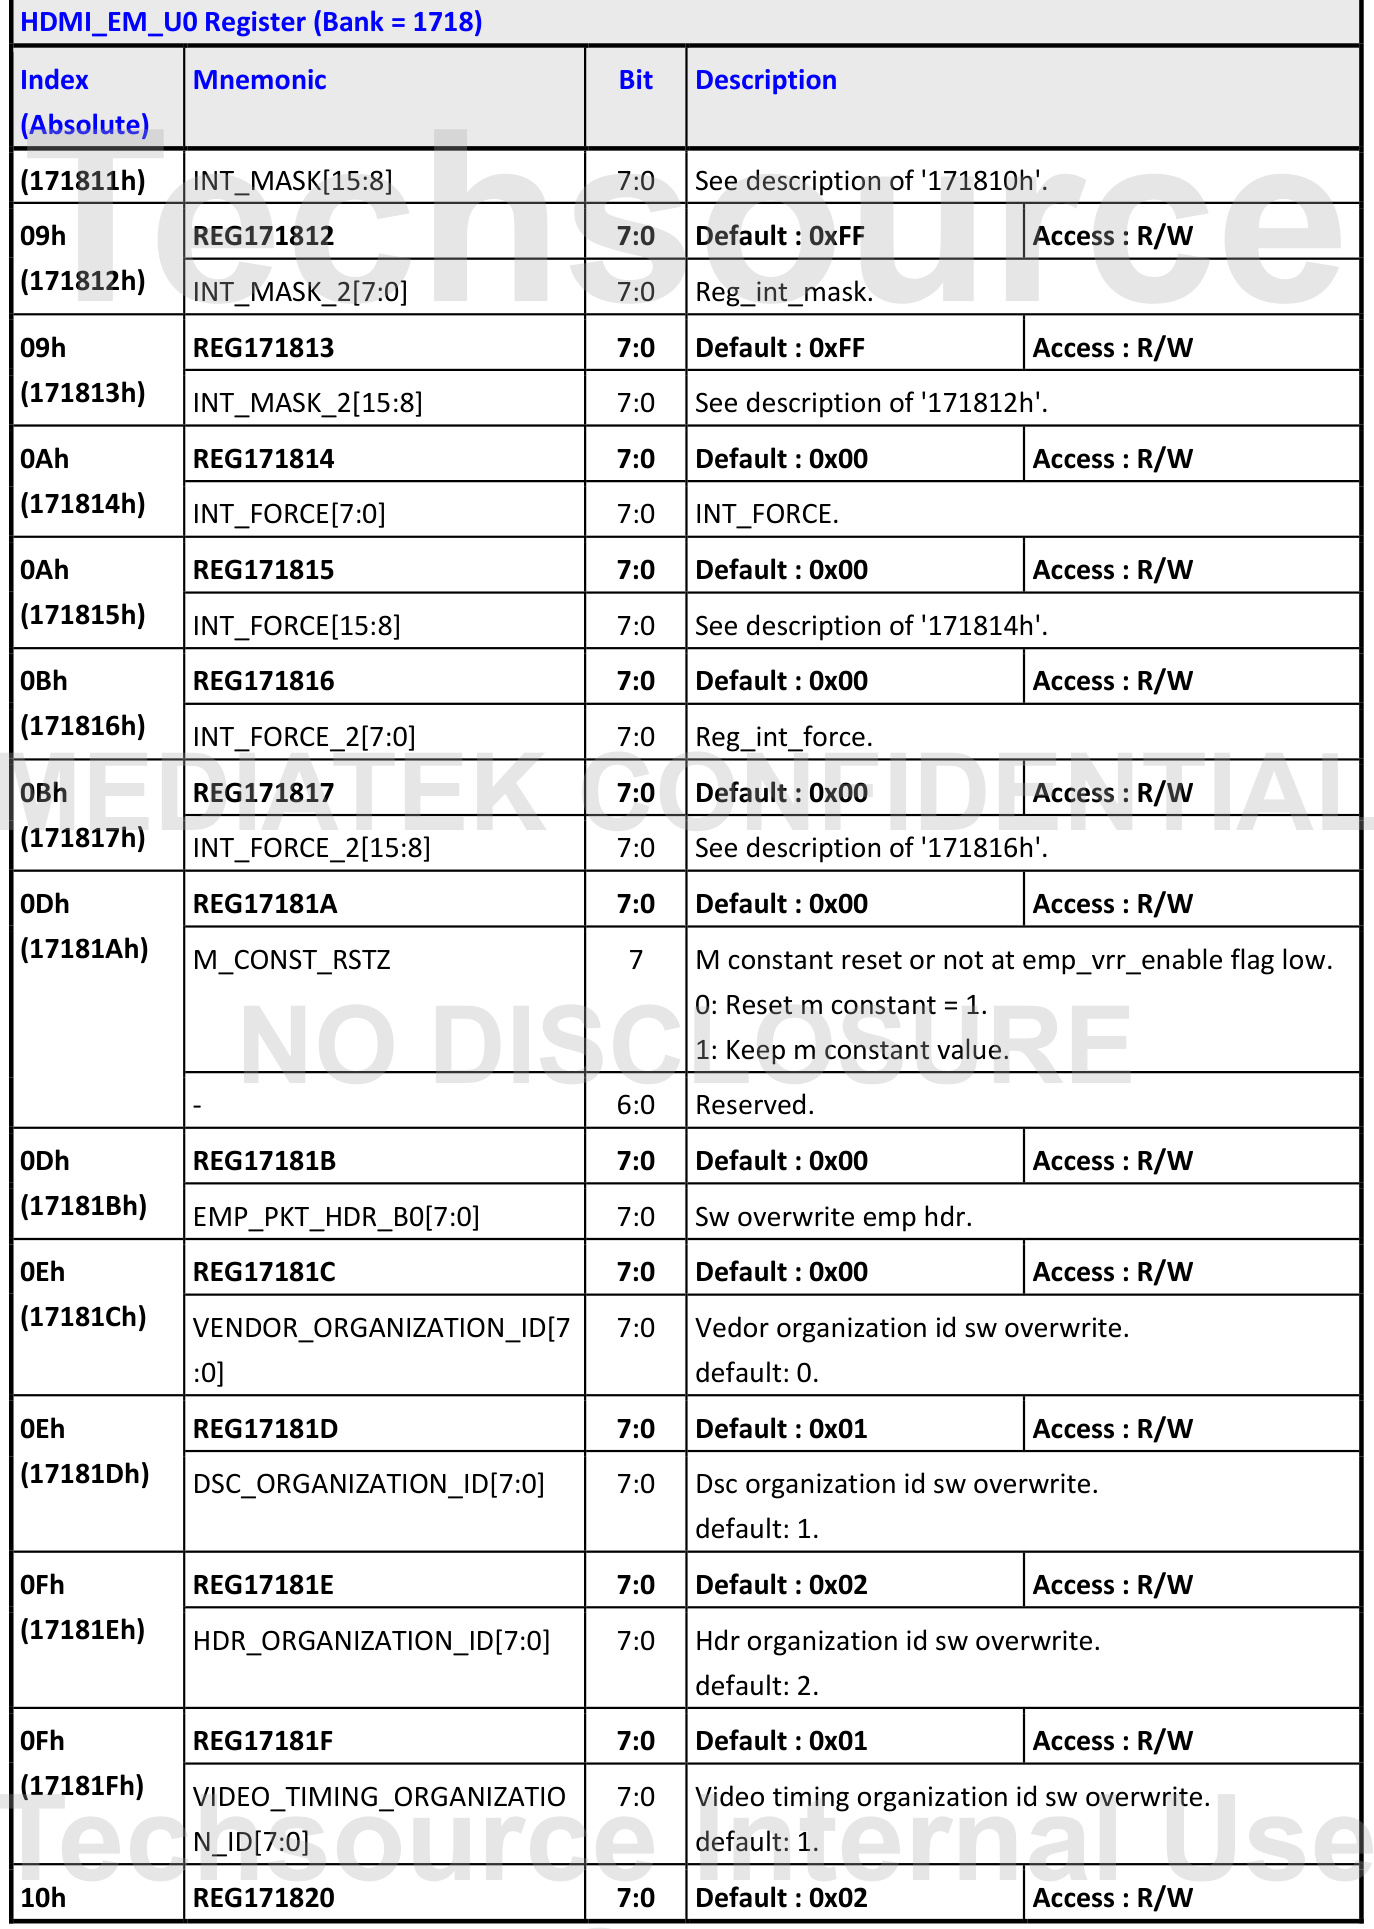 HDMI_EM_U0 Register (Bank = 1718)
Index Mnemonic Bit Description
(Absolute)
(171811h) INT_MASK[15:8] 7:0 See description of '171810h'.
Techsource
09h REG171812 7:0 Default : 0xFF Access : R/W
(171812h) INT_MASK_2[7:0] 7:0 Reg_int_mask.
09h REG171813 7:0 Default : 0xFF Access : R/W
(171813h) INT_MASK_2[15:8] 7:0 See description of '171812h'.
0Ah REG171814 7:0 Default : 0x00 Access : R/W
(171814h) INT_FORCE[7:0] 7:0 INT_FORCE.
0Ah REG171815 7:0 Default : 0x00 Access : R/W
(171815h) INT_FORCE[15:8] 7:0 See description of '171814h'.
0Bh REG171816 7:0 Default : 0x00 Access : R/W
(171816h) INT_FORCE_2[7:0] 7:0 Reg_int_force.
MEDIATEK CONFIDENTIAL
0Bh REG171817 7:0 Default : 0x00 Access : R/W
(171817h) INT_FORCE_2[15:8] 7:0 See description of '171816h'.
0Dh REG17181A 7:0 Default : 0x00 Access : R/W
(17181Ah) M_CONST_RSTZ 7 M constant reset or not at emp_vrr_enable flag low.
0: Reset m constant = 1.
NO DISCLOSURE
1: Keep m constant value.
- 6:0 Reserved.
0Dh REG17181B 7:0 Default : 0x00 Access : R/W
(17181Bh) EMP_PKT_HDR_B0[7:0] 7:0 Sw overwrite emp hdr.
0Eh REG17181C 7:0 Default : 0x00 Access : R/W
(17181Ch) VENDOR_ORGANIZATION_ID[7 7:0 Vedor organization id sw overwrite.
:0] default: 0.
0Eh REG17181D 7:0 Default : 0x01 Access : R/W
(17181Dh) DSC_ORGANIZATION_ID[7:0] 7:0 Dsc organization id sw overwrite.
default: 1.
0Fh REG17181E 7:0 Default : 0x02 Access : R/W
(17181Eh) HDR_ORGANIZATION_ID[7:0] 7:0 Hdr organization id sw overwrite.
default: 2.
0Fh REG17181F 7:0 Default : 0x01 Access : R/W
(17181Fh) VIDEO_TIMING_ORGANIZATIO 7:0 Video timing organization id sw overwrite.
N_ID[7:0] default: 1.
Techsource Internal Use
10h REG171820 7:0 Default : 0x02 Access : R/W